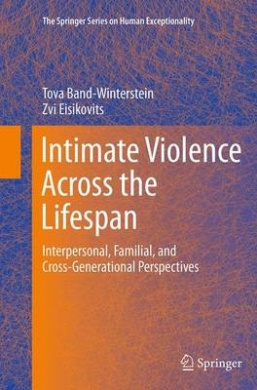 The Springer Series on Human Exceptionality
Tova Band-Winterstein
Zvi Eisikovits
Intimate Violence
Across the
Lifespan
Interpersonal, Familial, and
Cross-Generational Perspectives
Springer